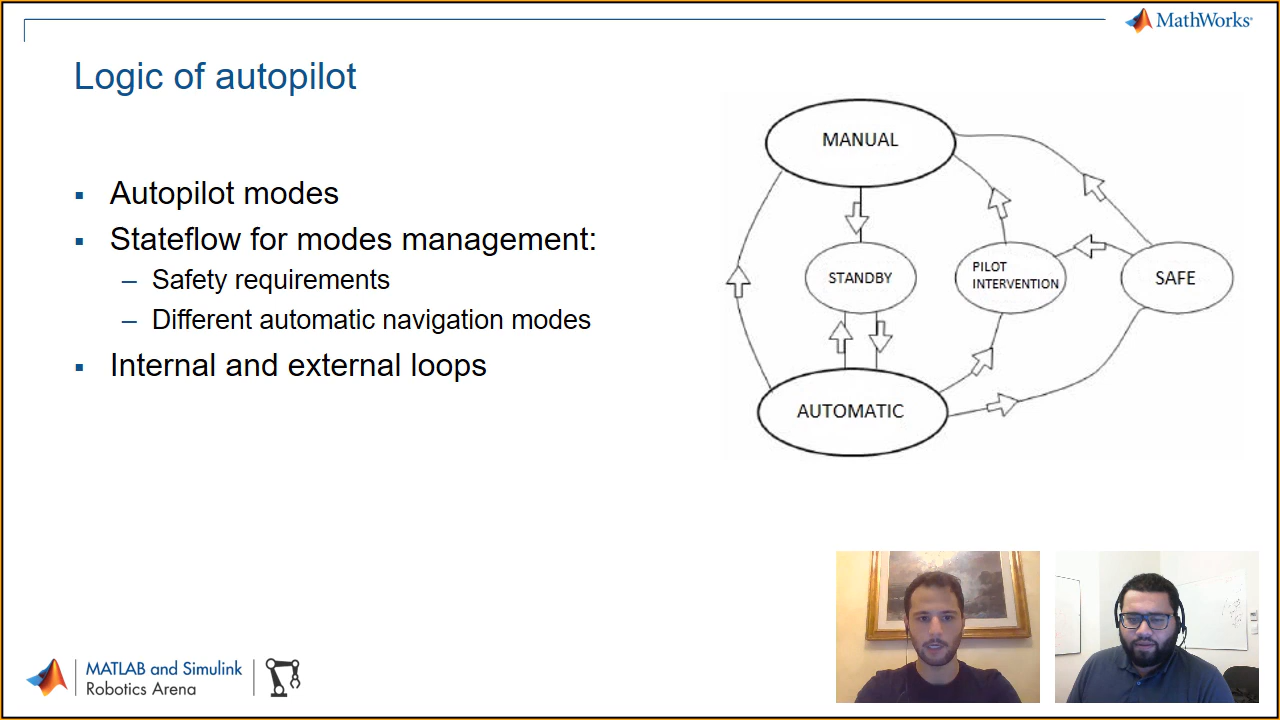 MathWorks
Logic of autopilot
Autopilot modes
Stateflow for modes management:
– Safety requirements
– Different automatic navigation modes
Internal and external loops
MANUAL
STANDBY
PILOT
INTERVENTION
SAFE
AUTOMATIC
MATLAB and Simulink
Robotics Arena